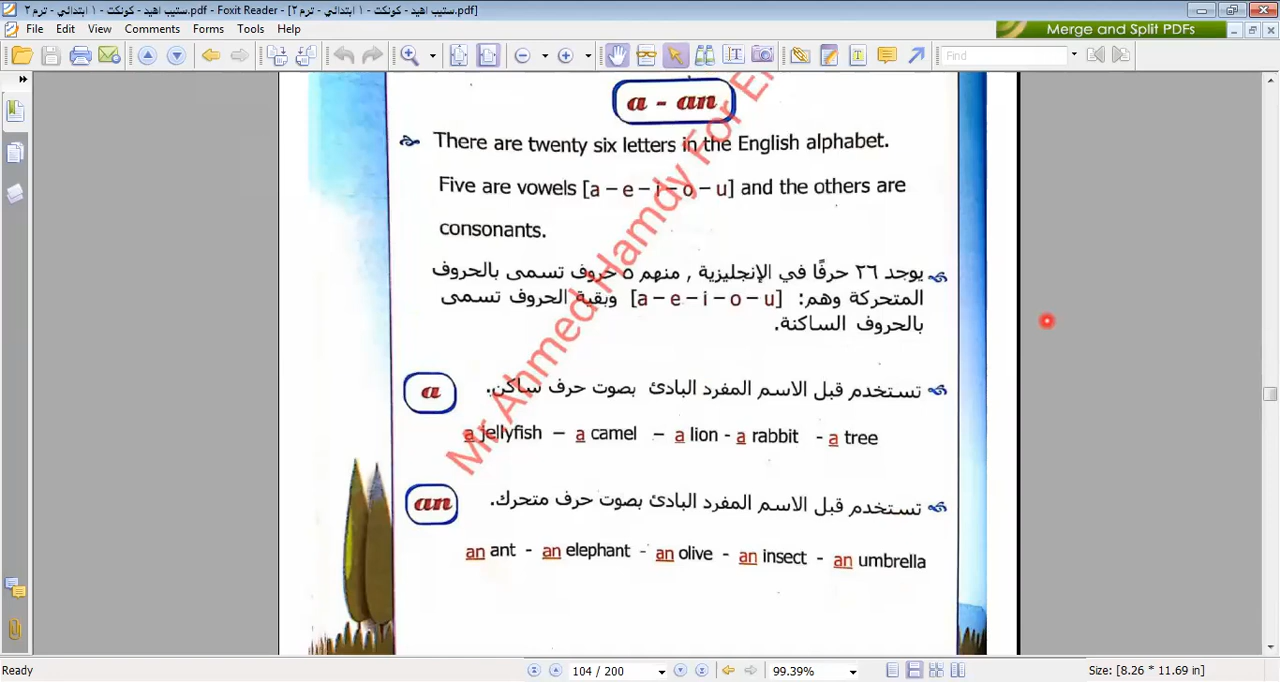 ستيب اهيد - كونكت - ١ ابتدائي - ترم ٢.pdf - Foxit Reader - [ستيب اهيد - كونكت - ١ ابتدائي - ترم ٢.pdf]
File Edit View Comments Forms Tools Help
Merge and Split PDFs
Find
a - an
There are twenty six letters in the English alphabet.
Five are vowels [a – e – i – o – u] and the others are
consonants.
يوجد ٢٦ حرفًا في الإنجليزية , منهم ٥ حروف تسمى بالحروف
المتحركة وهم: [a – e – i – o – u] وبقية الحروف تسمى
بالحروف الساكنة.
a تستخدم قبل الاسم المفرد البادئ بصوت حرف ساكن.
a jellyfish – a camel – a lion - a rabbit - a tree
an تستخدم قبل الاسم المفرد البادئ بصوت حرف متحرك.
an ant - an elephant - an olive - an insect - an umbrella
Mr.Ahmed Hamdy For
Ready 104 / 200 99.39% Size: [8.26 * 11.69 in]